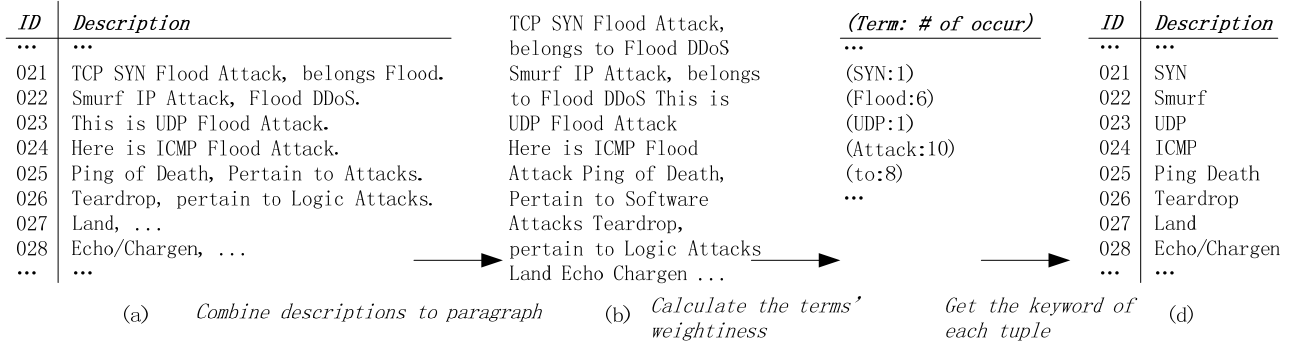 ID Description
... ...
021 TCP SYN Flood Attack, belongs Flood.
022 Smurf IP Attack, Flood DDoS.
023 This is UDP Flood Attack.
024 Here is ICMP Flood Attack.
025 Ping of Death, Pertain to Attacks.
026 Teardrop, pertain to Logic Attacks.
027 Land, ...
028 Echo/Chargen, ...
... ...
TCP SYN Flood Attack,
belongs to Flood DDoS
Smurf IP Attack, belongs
to Flood DDoS This is
UDP Flood Attack
Here is ICMP Flood
Attack Ping of Death,
Pertain to Software
Attacks Teardrop,
pertain to Logic Attacks
Land Echo Chargen ...
(Term: # of occur)
...
(SYN:1)
(Flood:6)
(UDP:1)
(Attack:10)
(to:8)
...
ID Description
... ...
021 SYN
022 Smurf
023 UDP
024 ICMP
025 Ping Death
026 Teardrop
027 Land
028 Echo/Chargen
... ...
(a) Combine descriptions to paragraph
(b) Calculate the terms'
weightiness
Get the keyword of
each tuple
(d)